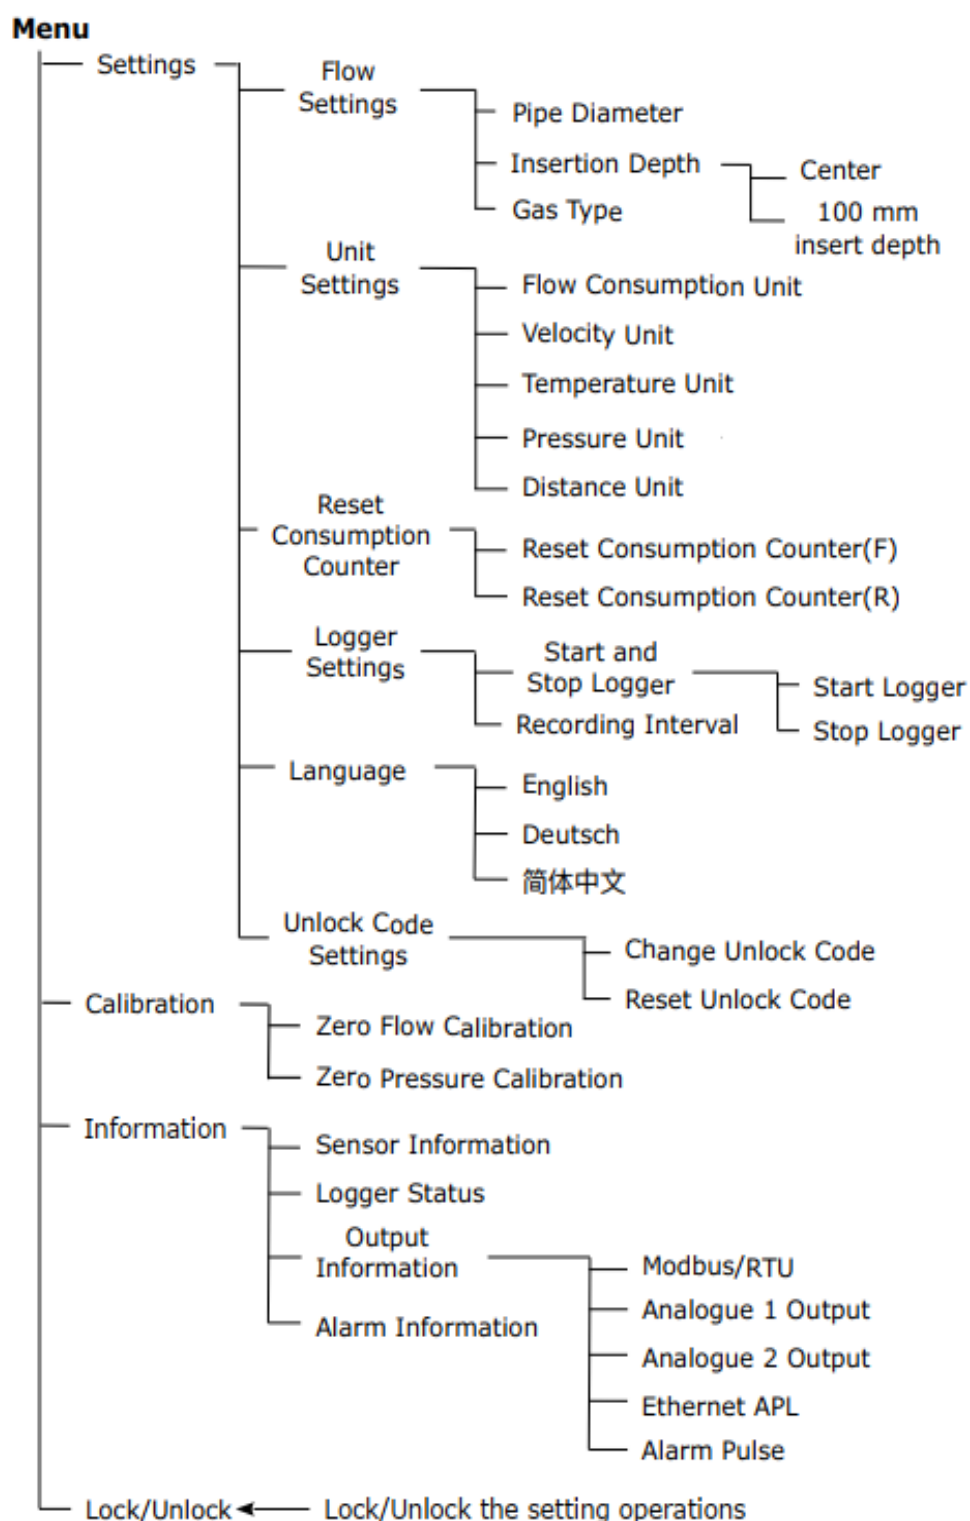 Menu
Settings
Flow
Settings
Pipe Diameter
Insertion Depth
Center
100 mm
insert depth
Gas Type
Unit
Settings
Flow Consumption Unit
Velocity Unit
Temperature Unit
Pressure Unit
Distance Unit
Reset
Consumption
Counter
Reset Consumption Counter(F)
Reset Consumption Counter(R)
Logger
Settings
Start and
Stop Logger
Start Logger
Stop Logger
Recording Interval
Language
English
Deutsch
简体中文
Unlock Code
Settings
Change Unlock Code
Reset Unlock Code
Calibration
Zero Flow Calibration
Zero Pressure Calibration
Information
Sensor Information
Logger Status
Output
Information
Modbus/RTU
Analogue 1 Output
Analogue 2 Output
Ethernet APL
Alarm Pulse
Alarm Information
Lock/Unlock
Lock/Unlock the setting operations